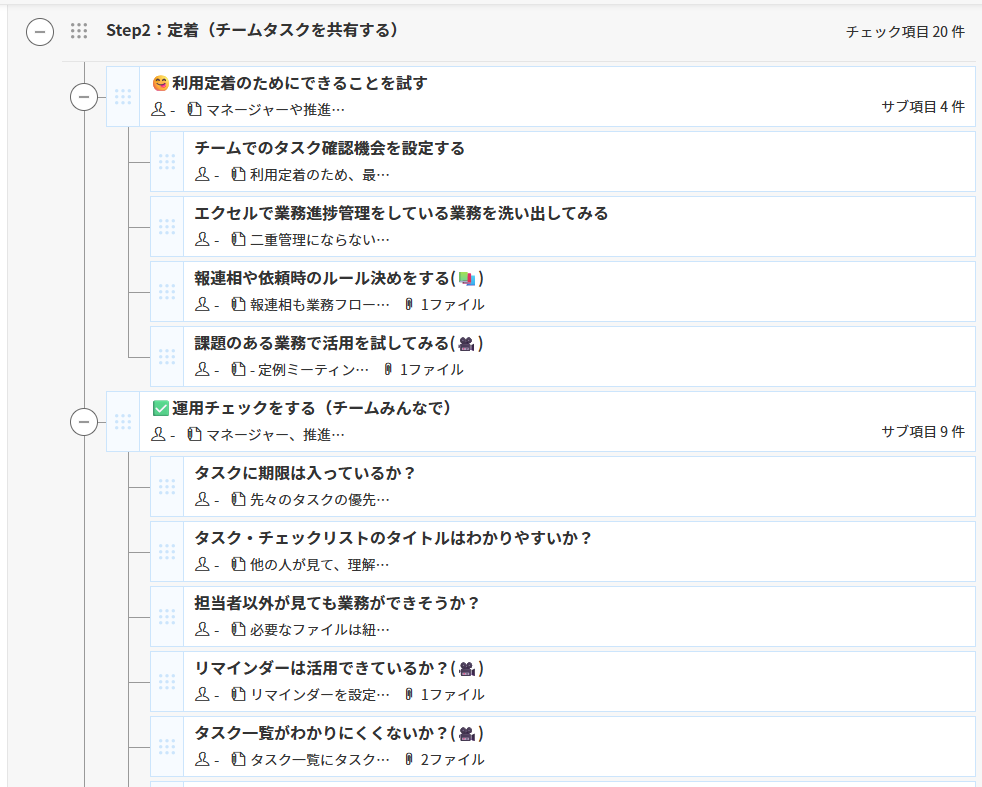 Step2：定着（チームタスクを共有する）
チェック項目 20 件
😋利用定着のためにできることを試す
- マネージャーや推進…
サブ項目 4 件
チームでのタスク確認機会を設定する
- 利用定着のため、最…
エクセルで業務進捗管理をしている業務を洗い出してみる
- 二重管理にならない…
報連相や依頼時のルール決めをする( )
- 報連相も業務フロー… 1ファイル
課題のある業務で活用を試してみる(🎥)
- - 定例ミーティン… 1ファイル
✅運用チェックをする（チームみんなで）
- マネージャー、推進…
サブ項目 9 件
タスクに期限は入っているか？
- 先々のタスクの優先…
タスク・チェックリストのタイトルはわかりやすいか？
- 他の人が見て、理解…
担当者以外が見ても業務ができそうか？
- 必要なファイルは紐…
リマインダーは活用できているか？(🎥)
- リマインダーを設定… 1ファイル
タスク一覧がわかりにくくないか？(🎥)
- タスク一覧にタスク… 2ファイル